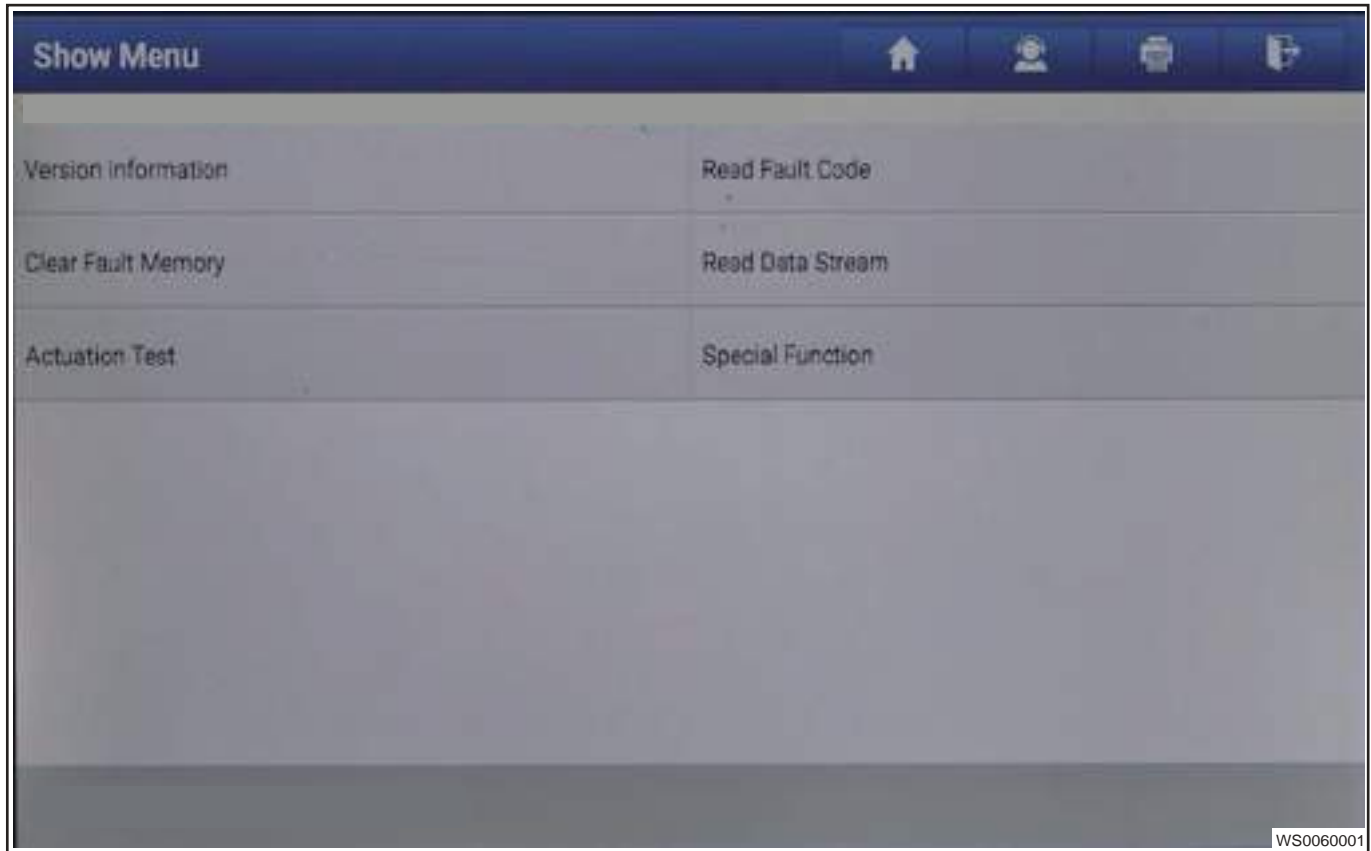 Show Menu
Version Information
Read Fault Code
Clear Fault Memory
Read Data Stream
Actuation Test
Special Function
WS0060001